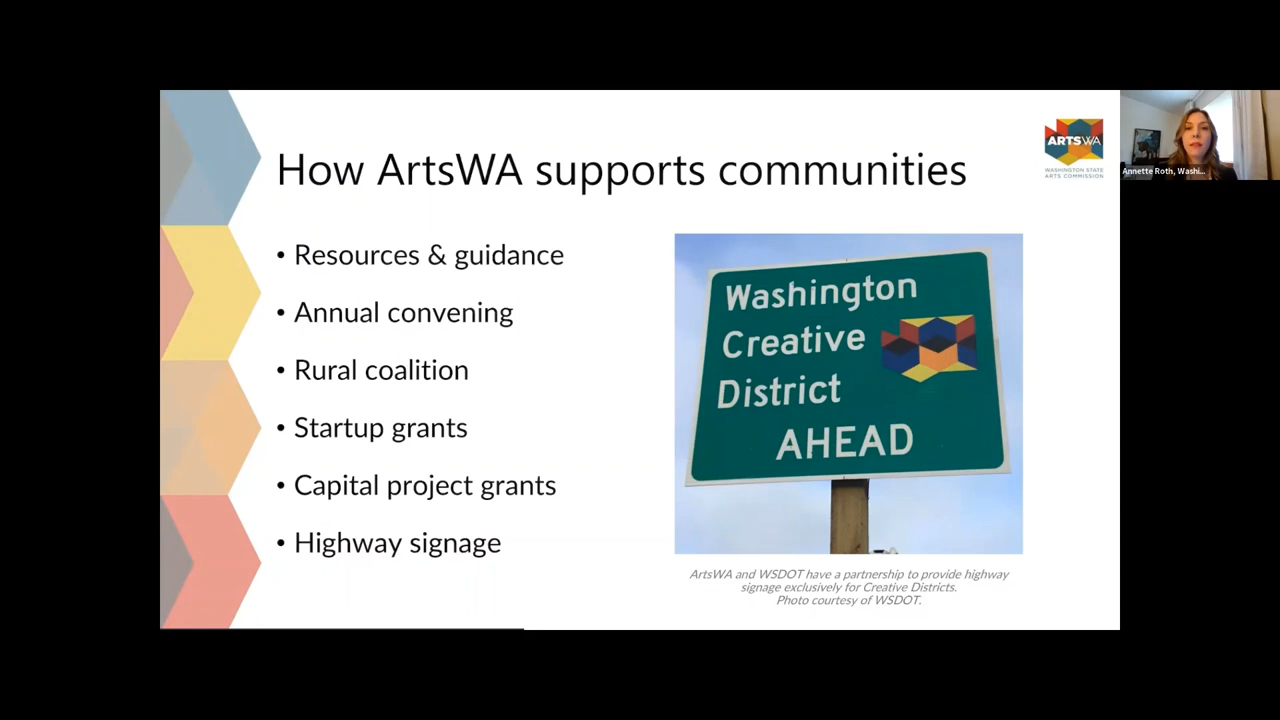 How ArtsWA supports communities
ARTSWA
WASHINGTON STATE
ARTS COMMISSION
Annette Roth, Washi...
• Resources & guidance
• Annual convening
• Rural coalition
• Startup grants
• Capital project grants
• Highway signage
Washington
Creative
District
AHEAD
ArtsWA and WSDOT have a partnership to provide highway
signage exclusively for Creative Districts.
Photo courtesy of WSDOT.